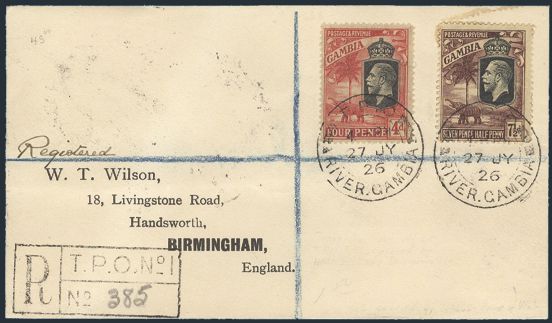 45
POSTAGE & REVENUE
GAMBIA
FOUR PENCE 4D
POSTAGE & REVENUE
GAMBIA
SEVEN PENCE HALF PENNY 7½D
27 JY
26
RIVER. GAMBIA
27 JY
26
RIVER. GAMBIA
Registered
W. T. Wilson,
18, Livingstone Road,
Handsworth,
BIRMINGHAM,
England.
R
T.P.O. No 1
No 385